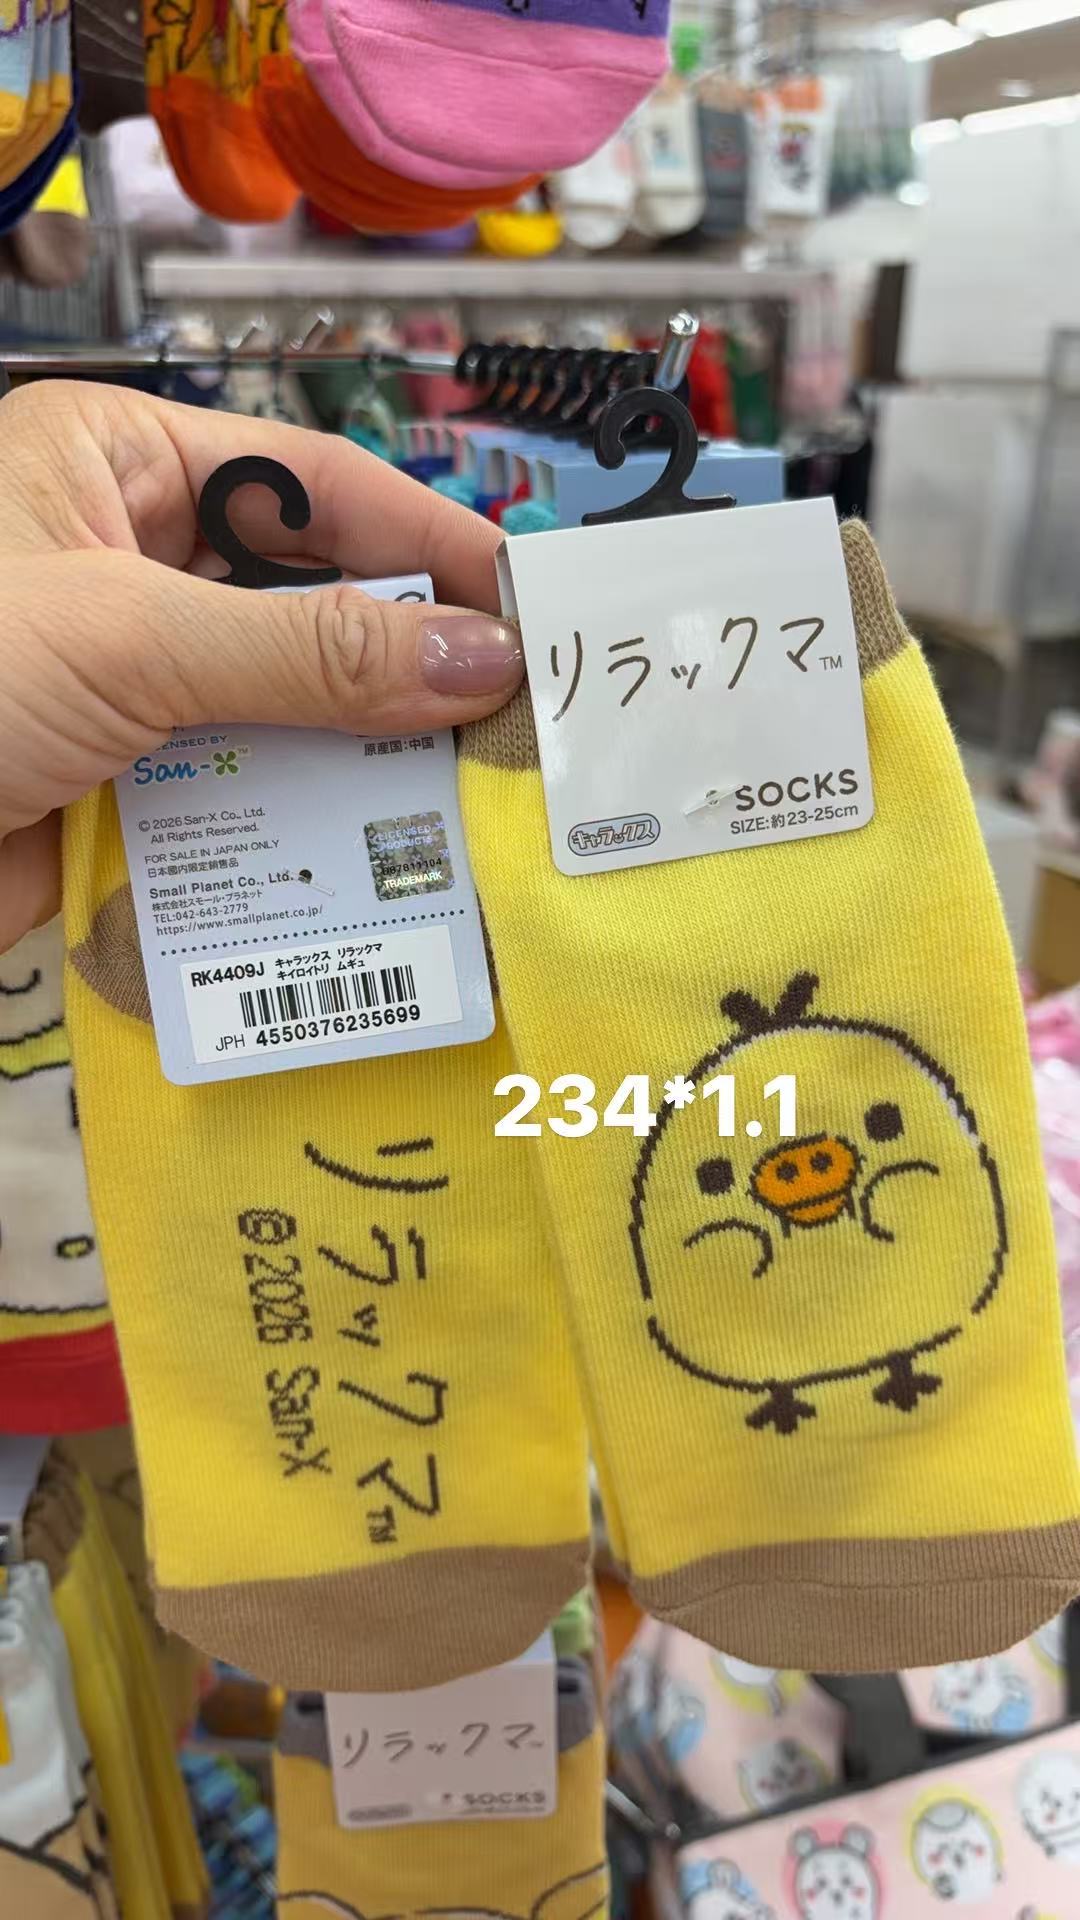 リラックマ™
SOCKS
キャラックス
SIZE:約23-25cm
LICENSED BY
San-X™
原産国:中国
© 2026 San-X Co., Ltd.
All Rights Reserved.
FOR SALE IN JAPAN ONLY
日本國内限定銷售品
Small Planet Co., Ltd.
株式会社スモール・プラネット
TEL:042-643-2779
https://www.smallplanet.co.jp/
LICENSED
PRODUCTS
TRADEMARK
RK4409J キャラックス リラックマ
キイロイトリ ムギュ
JPH 4550376235699
234*1.1
リラックマ™
©2026 San-X
リラックマ™
SOCKS